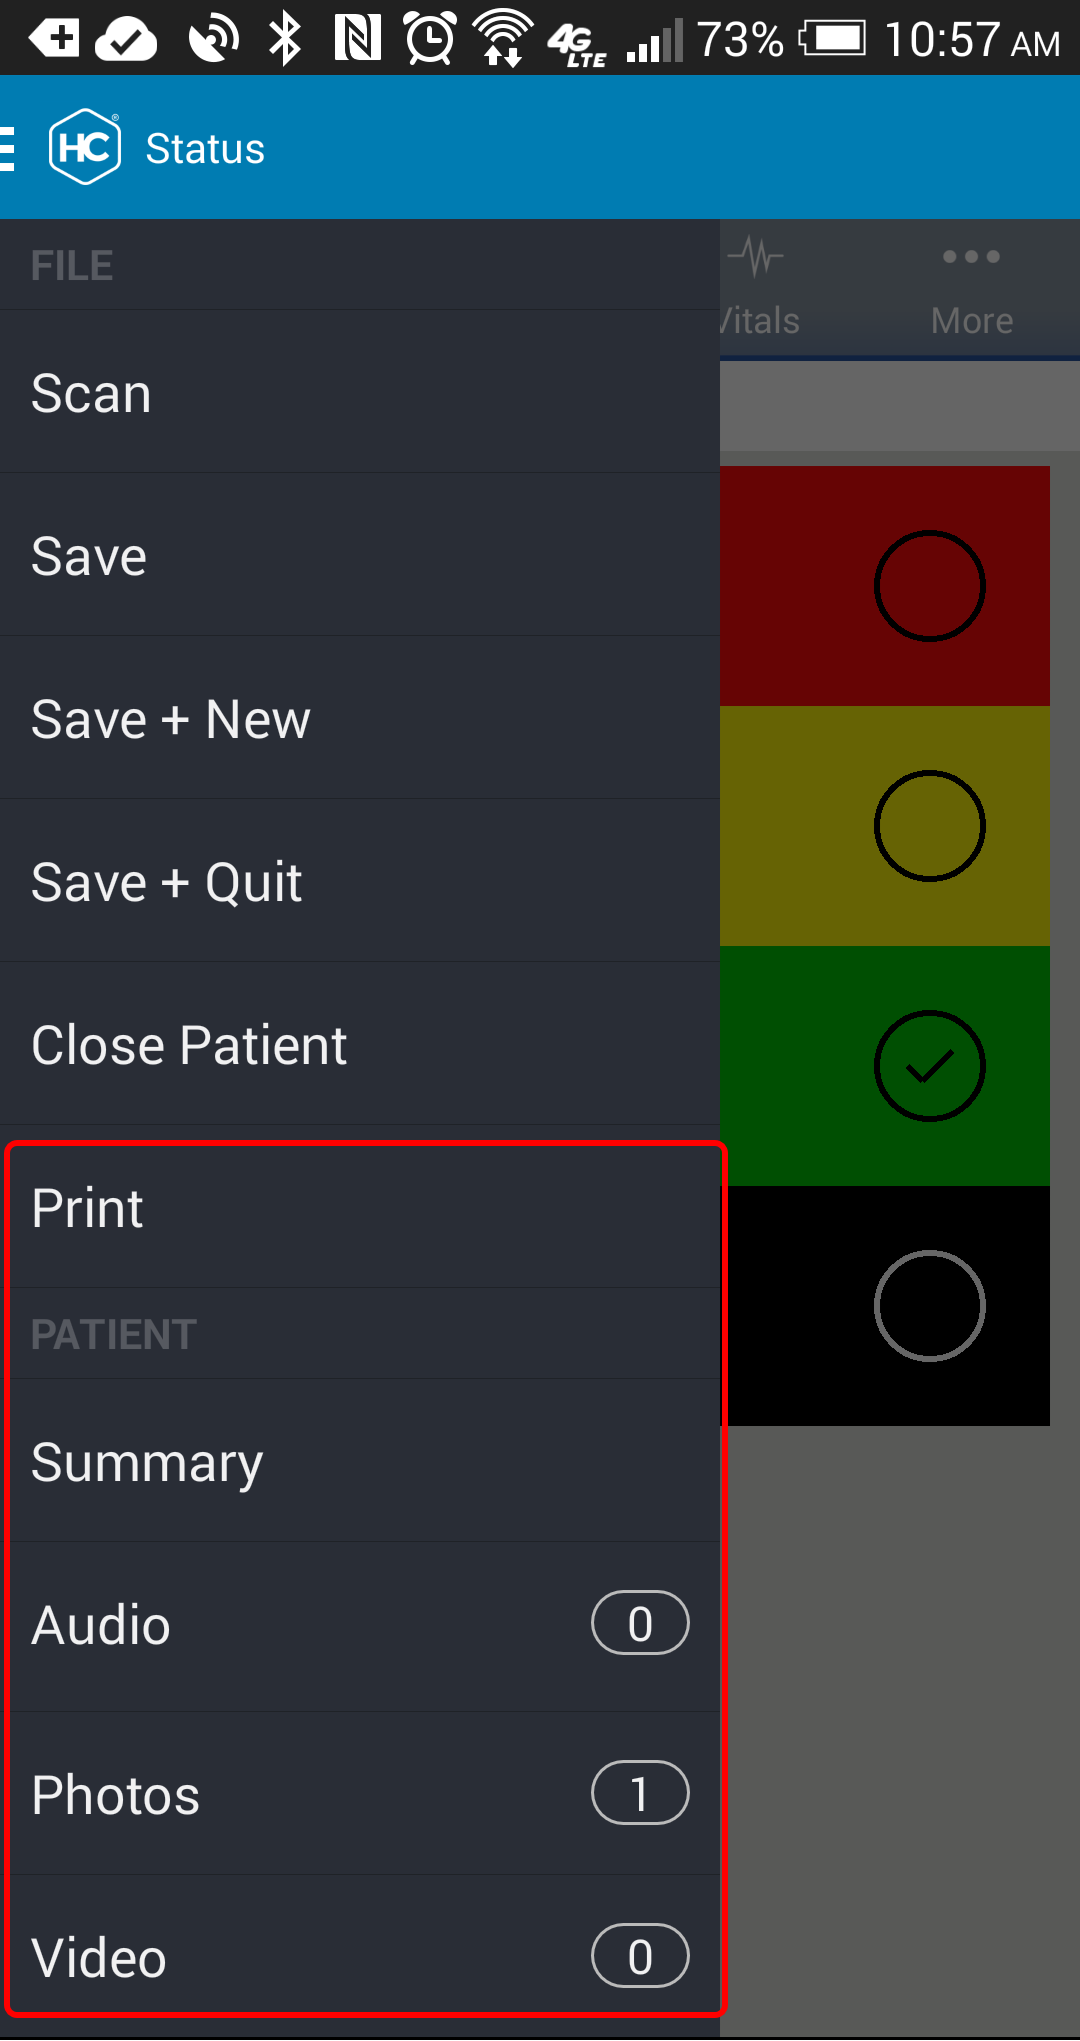 4G LTE 73% 10:57 AM
HC® Status
FILE
Vitals More
Scan
Save
Save + New
Save + Quit
Close Patient
Print
PATIENT
Summary
Audio 0
Photos 1
Video 0